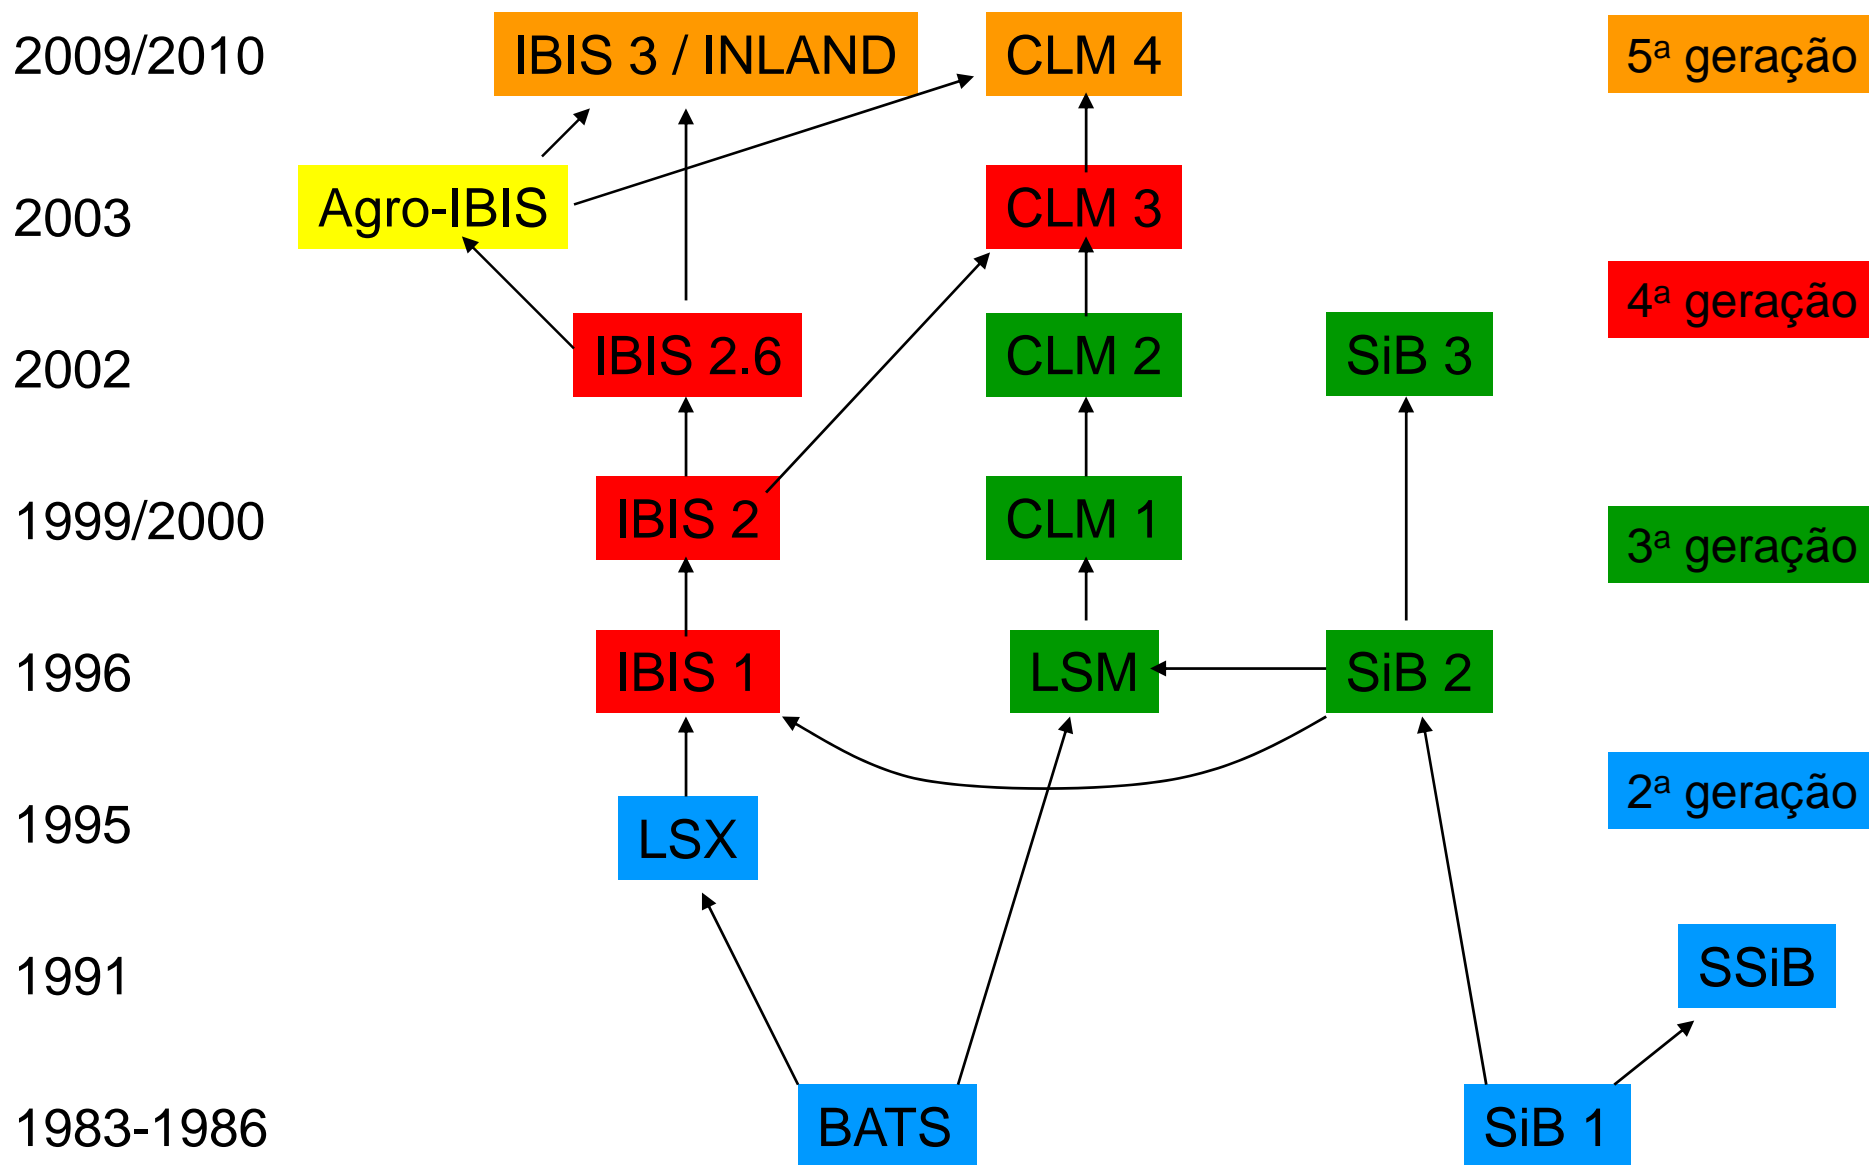 2009/2010
IBIS 3 / INLAND
CLM 4
5ª geração
2003
Agro-IBIS
CLM 3
4ª geração
2002
IBIS 2.6
CLM 2
SiB 3
1999/2000
IBIS 2
CLM 1
3ª geração
1996
IBIS 1
LSM
SiB 2
2ª geração
1995
LSX
1991
SSiB
1983-1986
BATS
SiB 1